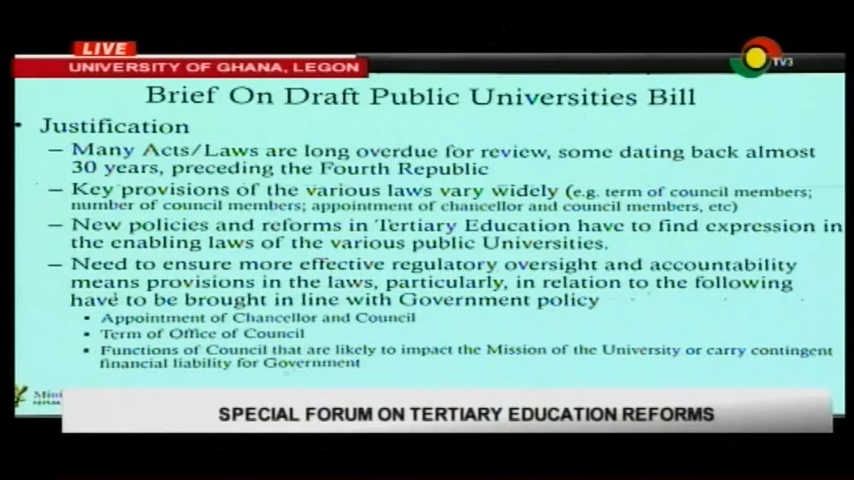 LIVE
UNIVERSITY OF GHANA, LEGON
TV3
Brief On Draft Public Universities Bill
• Justification
– Many Acts/Laws are long overdue for review, some dating back almost
30 years, preceding the Fourth Republic
– Key provisions of the various laws vary widely (e.g. term of council members;
number of council members; appointment of chancellor and council members, etc)
– New policies and reforms in Tertiary Education have to find expression in
the enabling laws of the various public Universities.
– Need to ensure more effective regulatory oversight and accountability
means provisions in the laws, particularly, in relation to the following
have to be brought in line with Government policy
▪ Appointment of Chancellor and Council
▪ Term of Office of Council
▪ Functions of Council that are likely to impact the Mission of the University or carry contingent
financial liability for Government
SPECIAL FORUM ON TERTIARY EDUCATION REFORMS